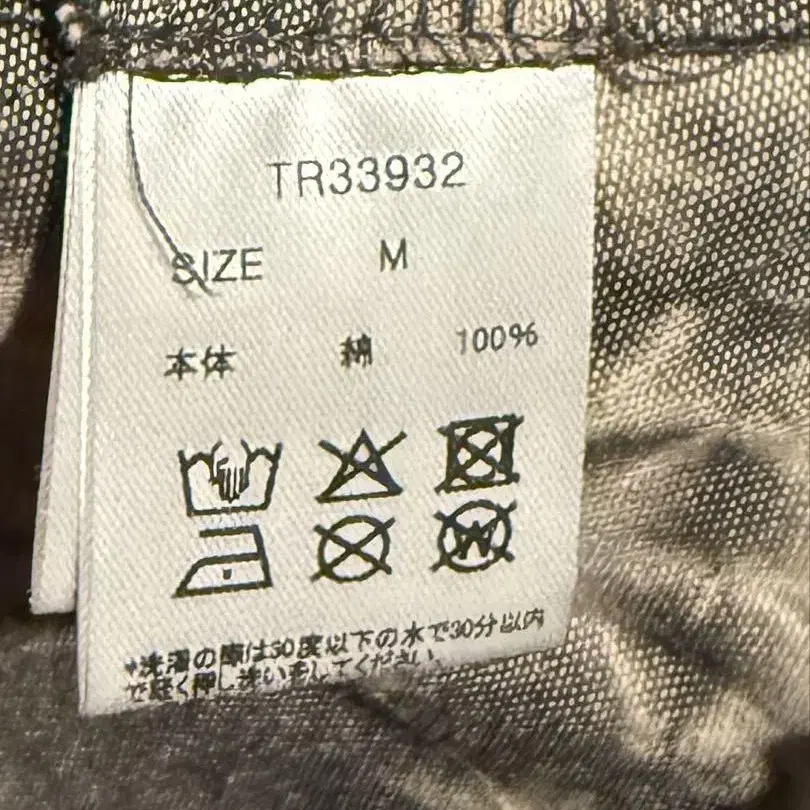 TR33932
SIZE M
本体 綿 100%
W
*洗濯の際は30度以下の水で30分以内
で軽く押し洗いをしてください。